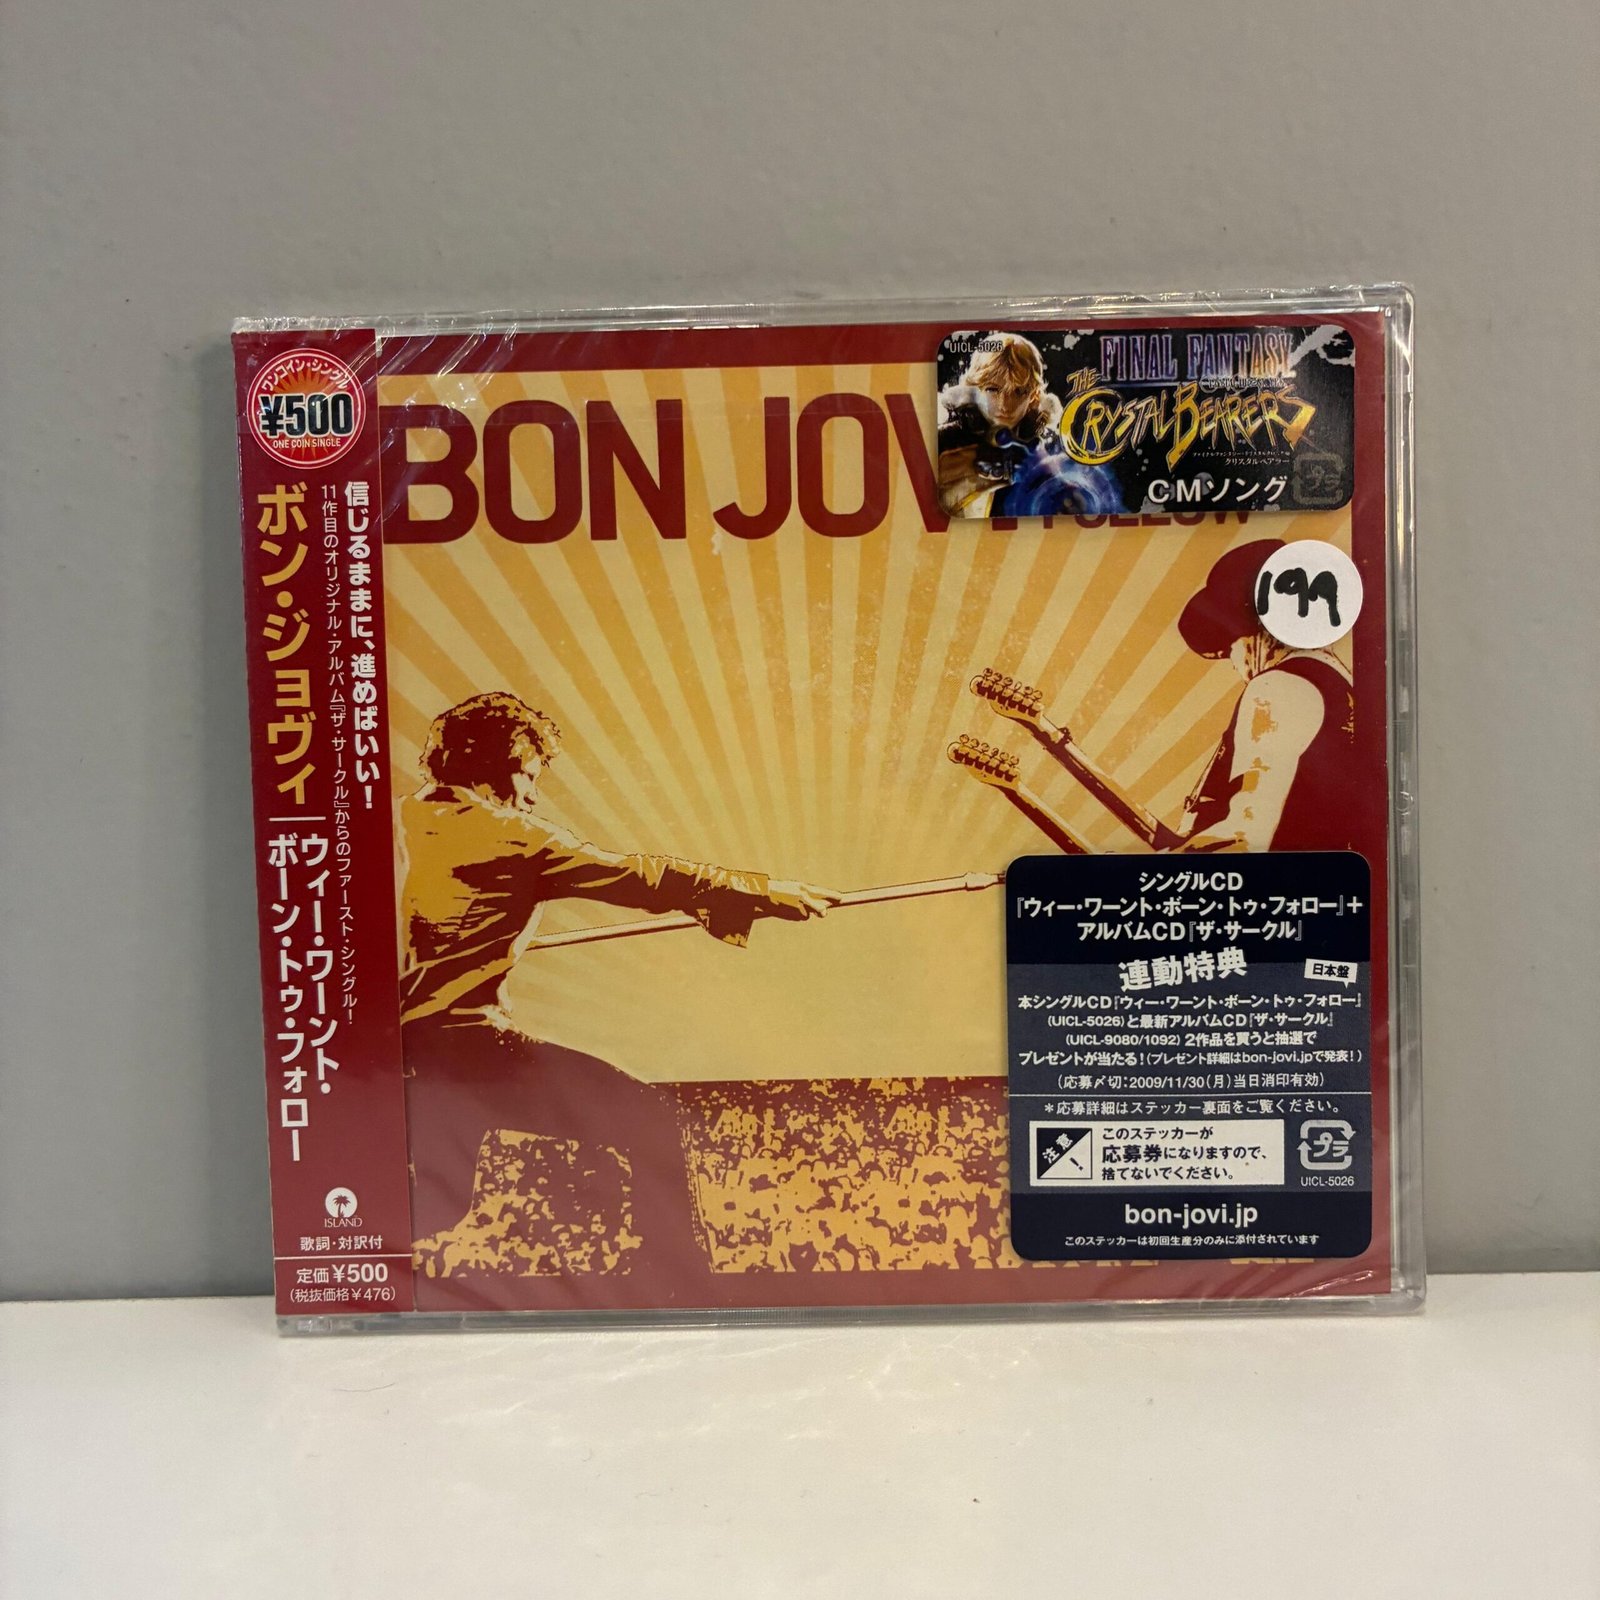 ワンコイン・シングル
¥500
ONE COIN SINGLE
信じるままに、進めばいい!
11作目のオリジナル・アルバム『ザ・サークル』からのファースト・シングル!
ボン・ジョヴィ
ウィー・ワーント・
ボーン・トゥ・フォロー
ISLAND
歌詞・対訳付
定価¥500
(税抜価格¥476)
BON JOV
UICL-5026
FINAL FANTASY
THE CRYSTAL BEARERS
クリスタルベアラー
CMソング
199
シングルCD
『ウィー・ワーント・ボーン・トゥ・フォロー』+
アルバムCD『ザ・サークル』
連動特典
日本盤
本シングルCD『ウィー・ワーント・ボーン・トゥ・フォロー』
(UICL-5026)と最新アルバムCD『ザ・サークル』
(UICL-9080/1092) 2作品を買うと抽選で
プレゼントが当たる!(プレゼント詳細はbon-jovi.jpで発表!)
(応募〆切:2009/11/30(月)当日消印有効)
*応募詳細はステッカー裏面をご覧ください。
注意!
このステッカーが
応募券になりますので、
捨てないでください。
プラ
UICL-5026
bon-jovi.jp
このステッカーは初回生産分のみに添付されています